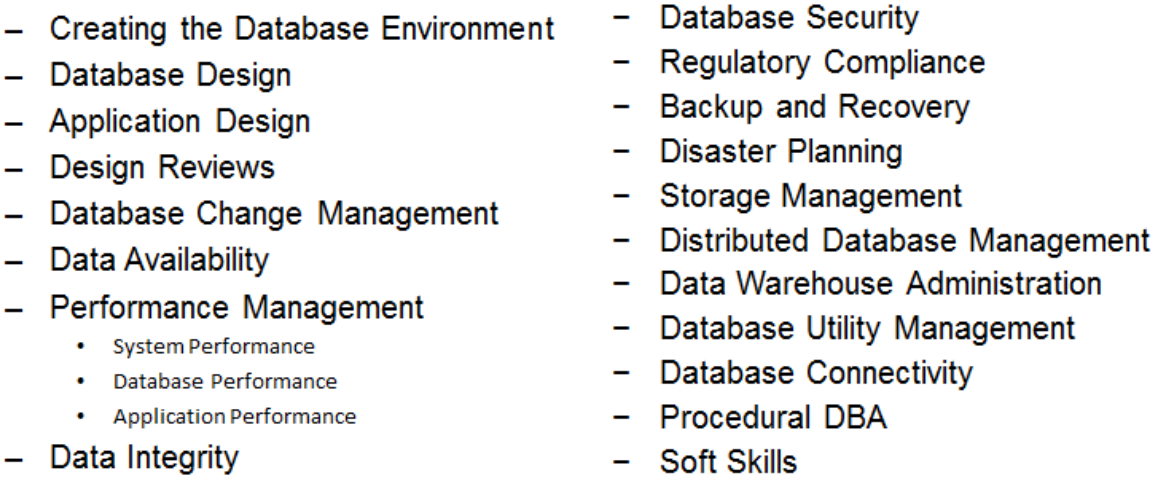 – Creating the Database Environment
– Database Design
– Application Design
– Design Reviews
– Database Change Management
– Data Availability
– Performance Management
• System Performance
• Database Performance
• Application Performance
– Data Integrity
– Database Security
– Regulatory Compliance
– Backup and Recovery
– Disaster Planning
– Storage Management
– Distributed Database Management
– Data Warehouse Administration
– Database Utility Management
– Database Connectivity
– Procedural DBA
– Soft Skills